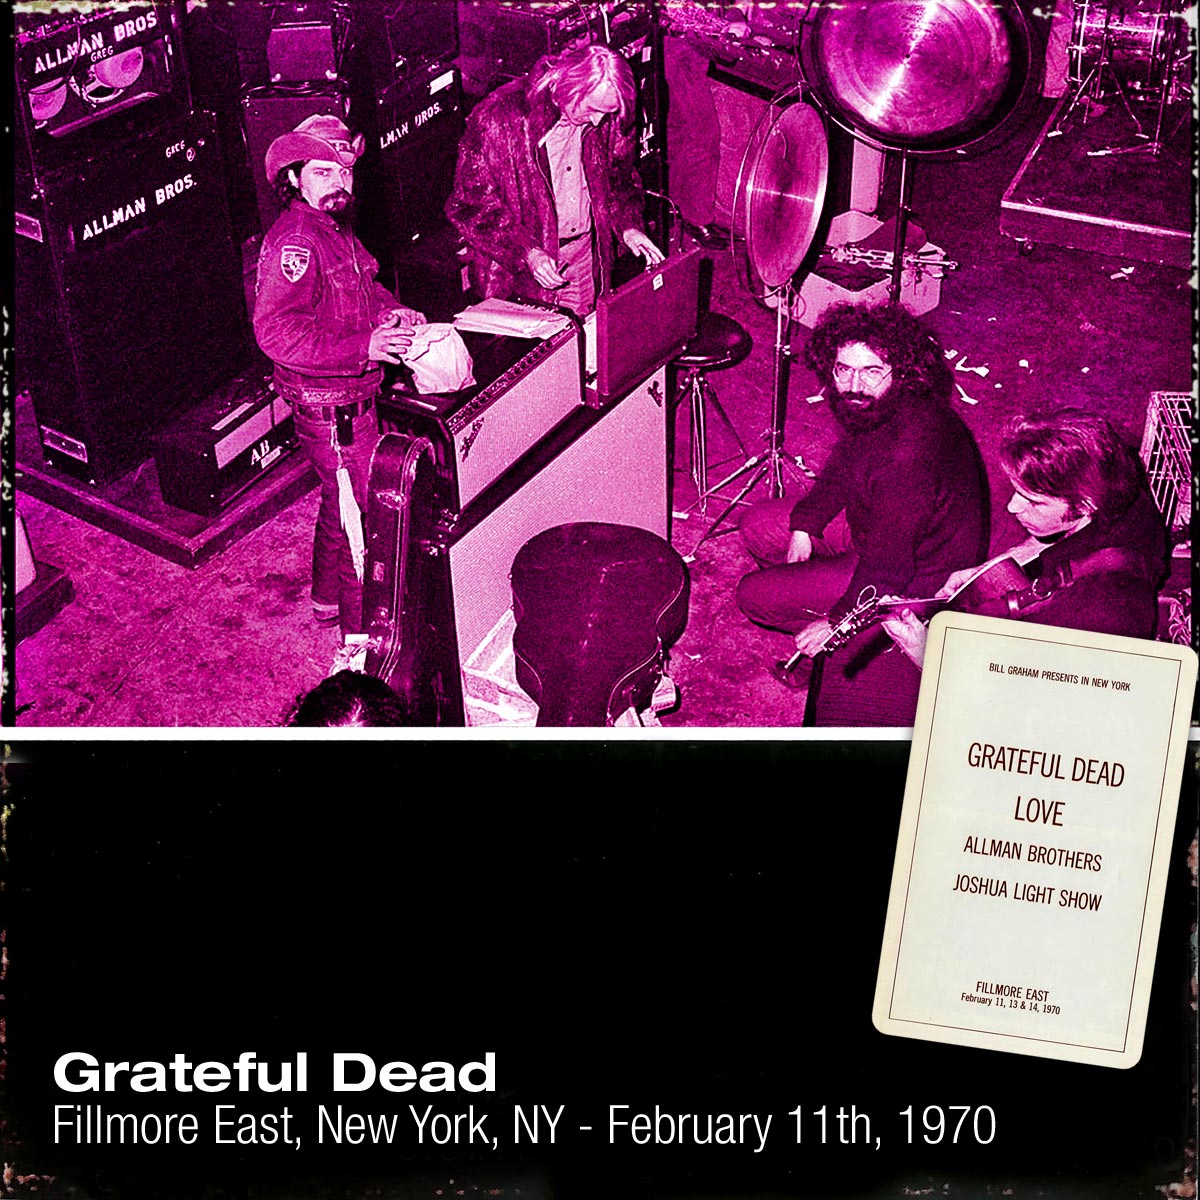 ALLMAN BROS
GREG
GREG
ALLMAN BROS.
LMAN BROS.
BILL GRAHAM PRESENTS IN NEW YORK
GRATEFUL DEAD
LOVE
ALLMAN BROTHERS
JOSHUA LIGHT SHOW
FILLMORE EAST
February 11, 13 & 14, 1970
Grateful Dead
Fillmore East, New York, NY - February 11th, 1970